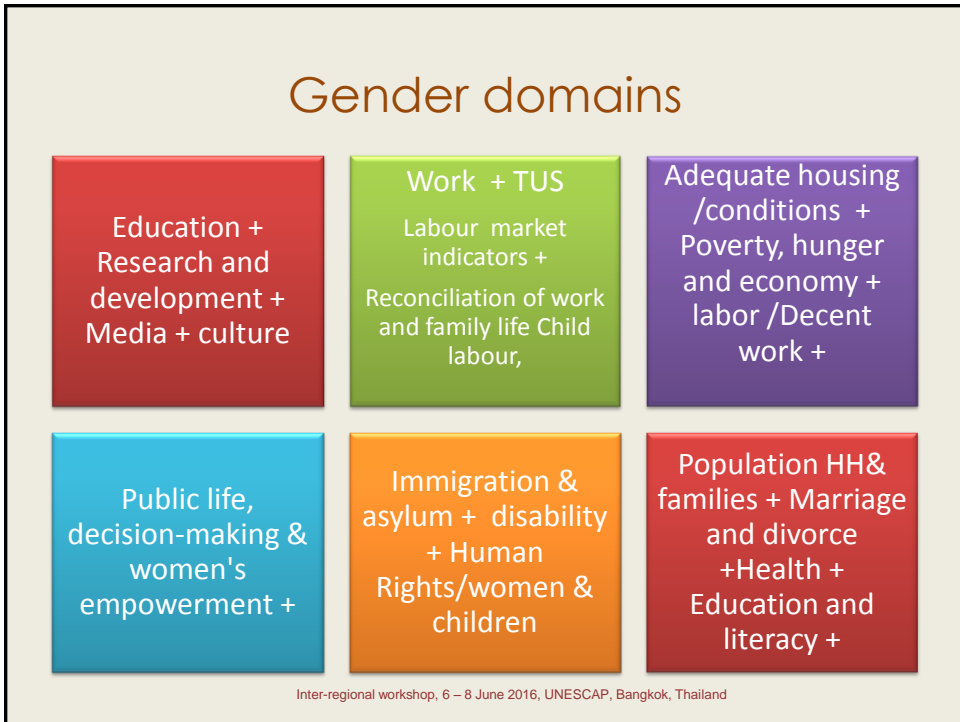 Gender domains
Education +
Research and
development +
Media + culture
Work + TUS
Labour market
indicators +
Reconciliation of work
and family life Child
labour,
Adequate housing
/conditions +
Poverty, hunger
and economy +
labor /Decent
work +
Public life,
decision-making &
women's
empowerment +
Immigration &
asylum + disability
+ Human
Rights/women &
children
Population HH&
families + Marriage
and divorce
+Health +
Education and
literacy +
Inter-regional workshop, 6 – 8 June 2016, UNESCAP, Bangkok, Thailand